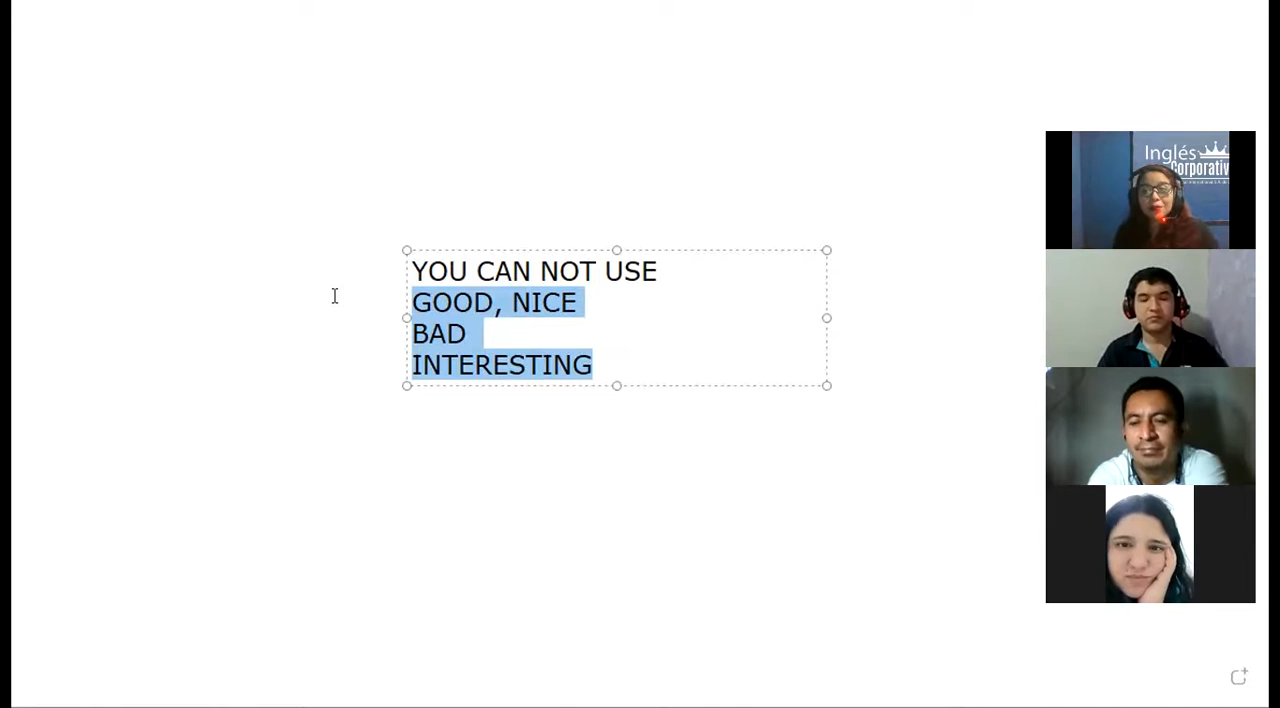 YOU CAN NOT USE
GOOD, NICE
BAD
INTERESTING
Inglés
Corporativ